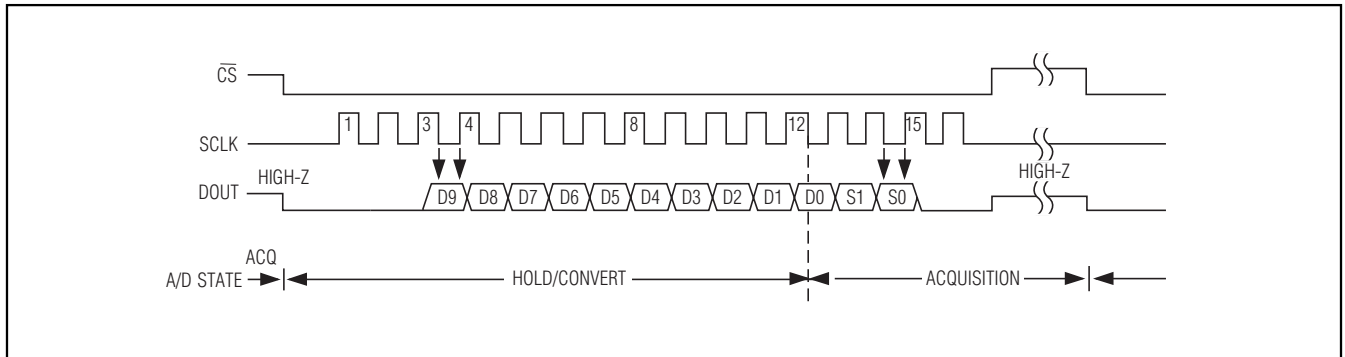 C̅S̅
1 3 4 8 12 15
SCLK
HIGH-Z HIGH-Z
DOUT D9 D8 D7 D6 D5 D4 D3 D2 D1 D0 S1 S0
ACQ
A/D STATE HOLD/CONVERT ACQUISITION